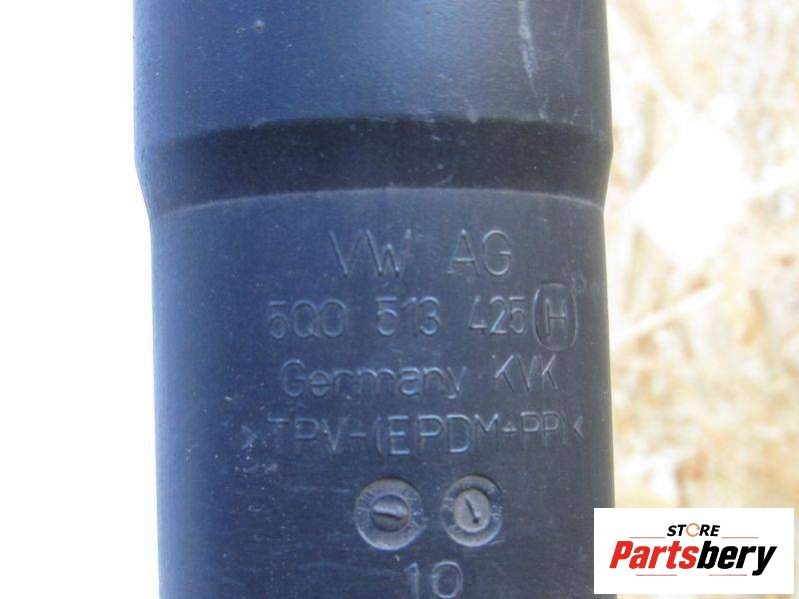 VW AG
5Q0 513 425 H
Germany KVK
>TPV-(EPDM+PP)<
10
STORE
Partsbery